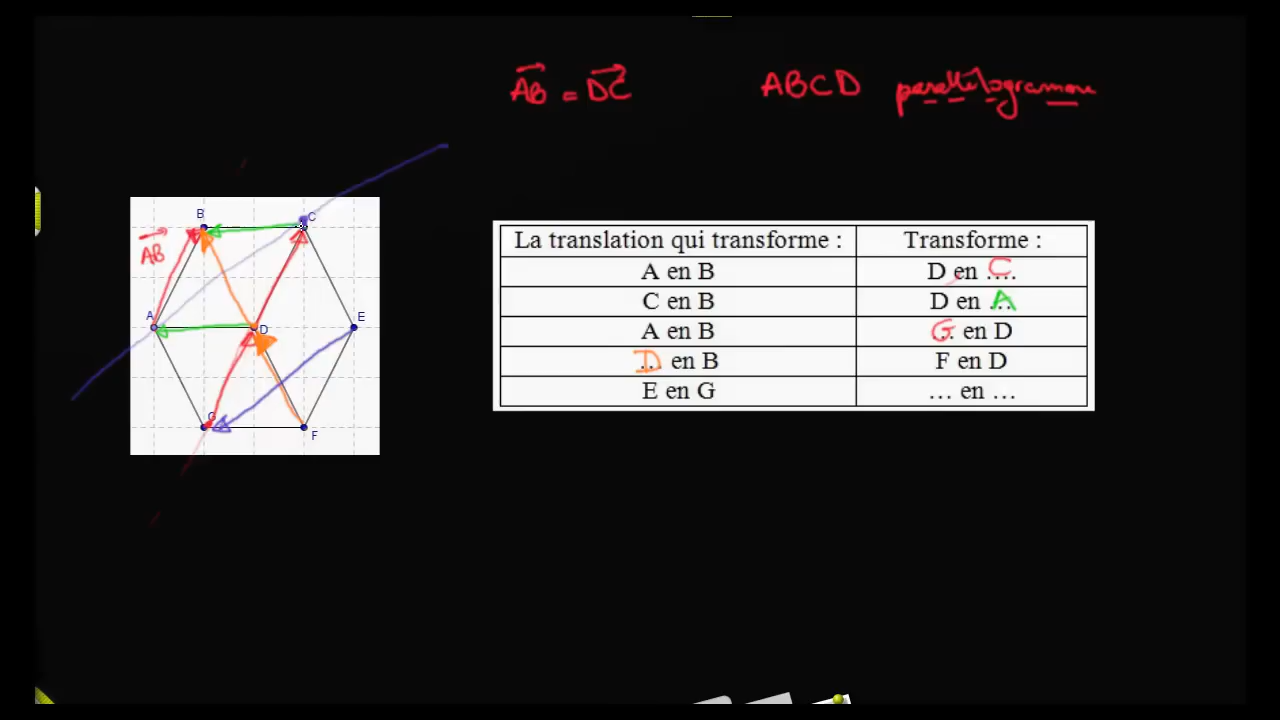 AB = DC ABCD parallélogramme
B C
AB
A D E
G F
La translation qui transforme : Transforme :
A en B D en C....
C en B D en A...
A en B G. en D
D.. en B F en D
E en G ... en ...